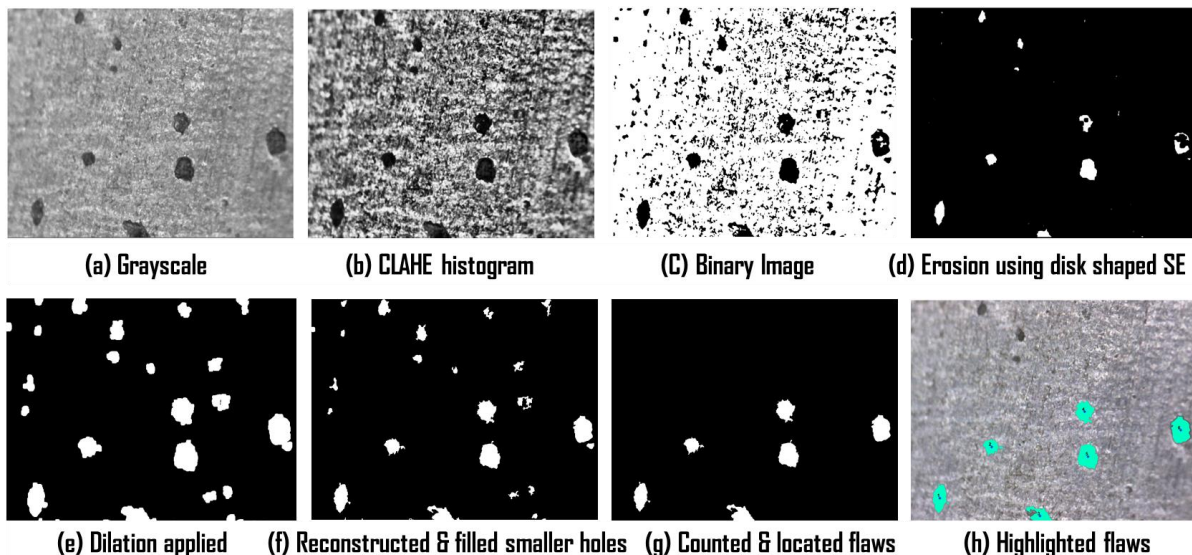 (a) Grayscale
(b) CLAHE histogram
(C) Binary Image
(d) Erosion using disk shaped SE
(e) Dilation applied
(f) Reconstructed & filled smaller holes
(g) Counted & located flaws
(h) Highlighted flaws